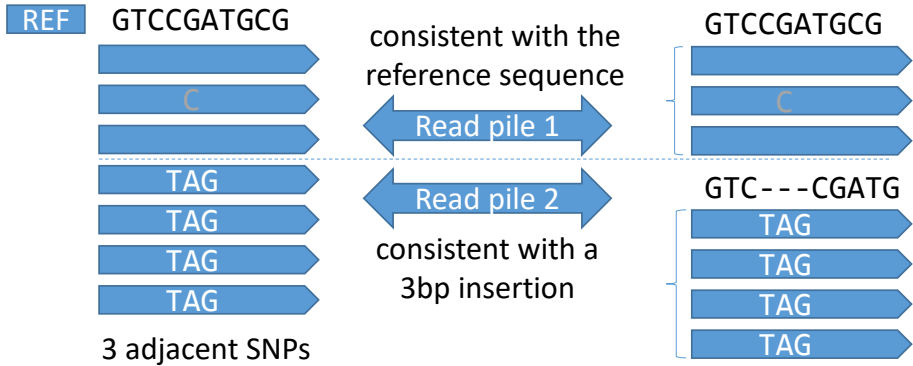 REF
GTCCGATGCG
C
TAG
TAG
TAG
TAG
3 adjacent SNPs
consistent with the
reference sequence
Read pile 1
Read pile 2
consistent with a
3bp insertion
GTCCGATGCG
C
GTC---CGATG
TAG
TAG
TAG
TAG